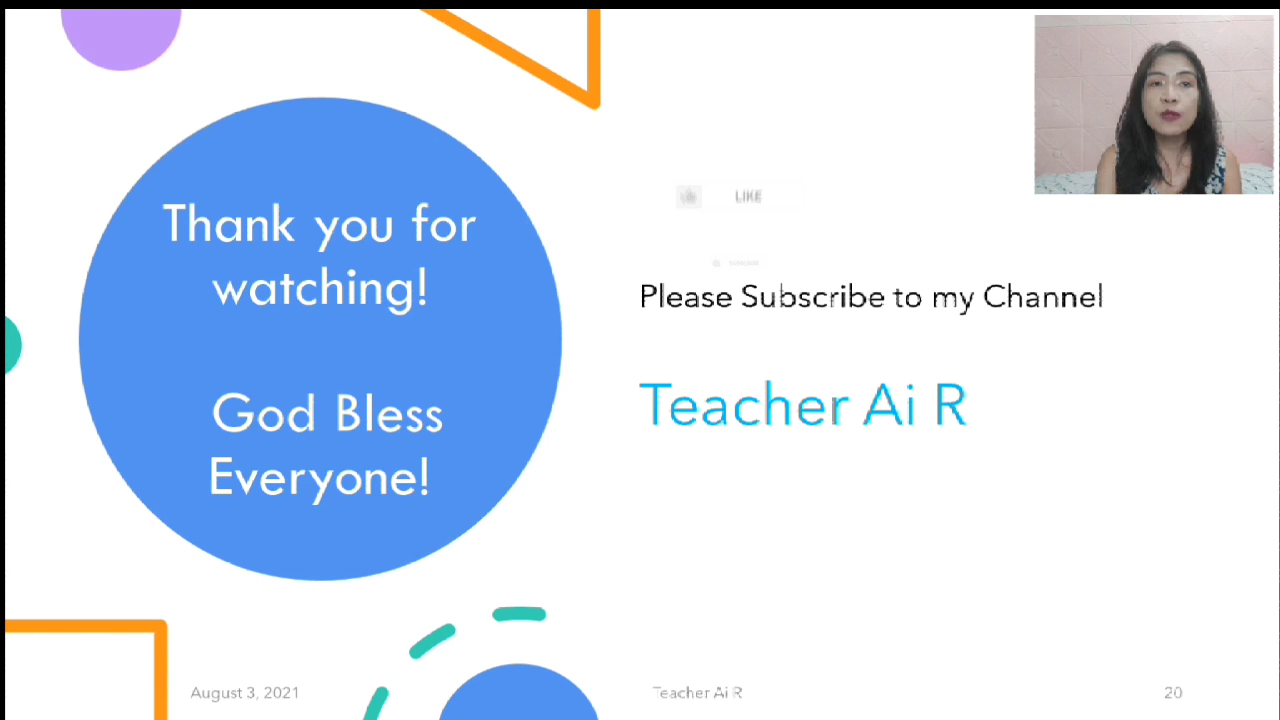 Thank you for
watching!
God Bless
Everyone!
LIKE
Please Subscribe to my Channel
Teacher Ai R
August 3, 2021
Teacher Ai R
20